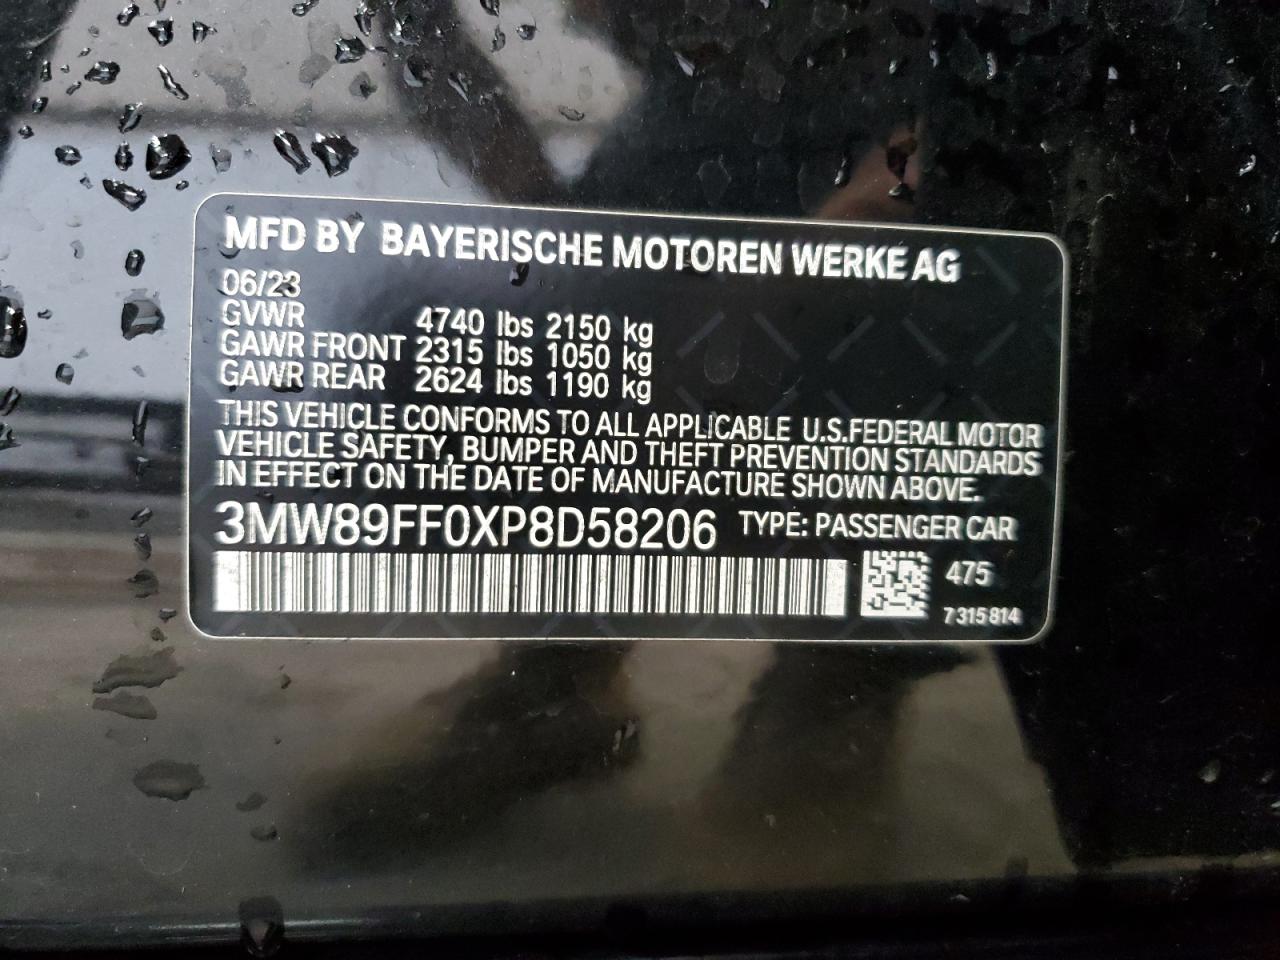 MFD BY BAYERISCHE MOTOREN WERKE AG
06/23
GVWR 4740 lbs 2150 kg
GAWR FRONT 2315 lbs 1050 kg
GAWR REAR 2624 lbs 1190 kg
THIS VEHICLE CONFORMS TO ALL APPLICABLE U.S.FEDERAL MOTOR
VEHICLE SAFETY, BUMPER AND THEFT PREVENTION STANDARDS
IN EFFECT ON THE DATE OF MANUFACTURE SHOWN ABOVE.
3MW89FF0XP8D58206 TYPE: PASSENGER CAR
475
7 315 814